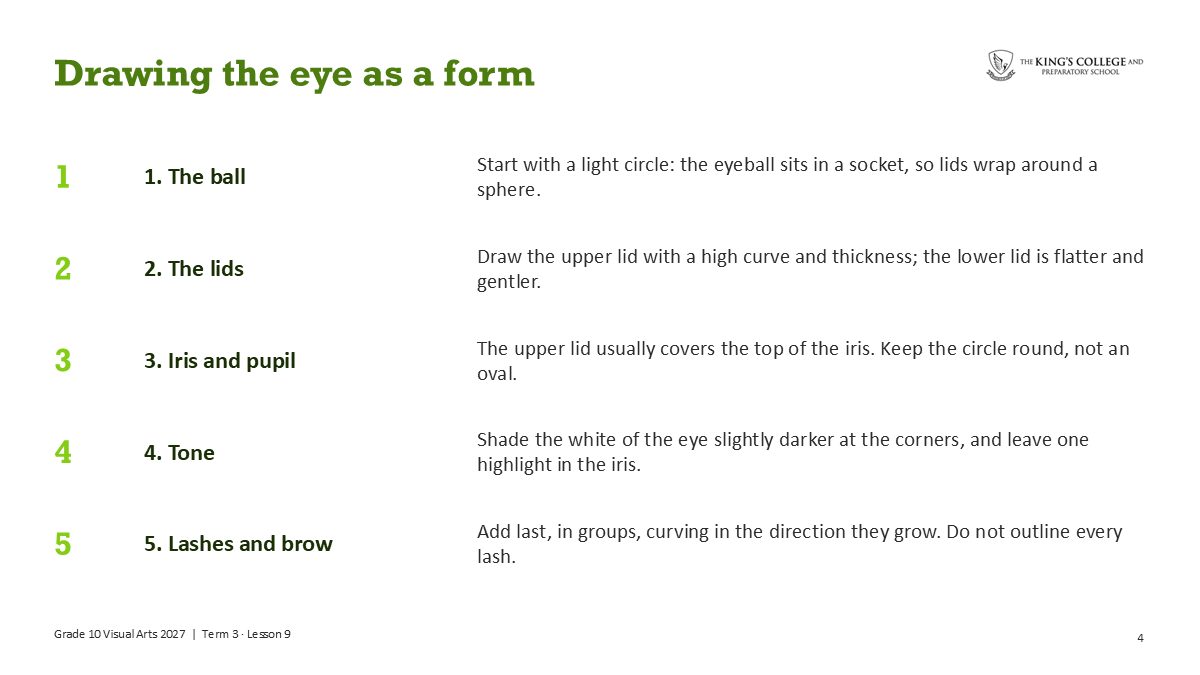 Drawing the eye as a form
THE KING'S COLLEGE AND
PREPARATORY SCHOOL
1
1. The ball
Start with a light circle: the eyeball sits in a socket, so lids wrap around a
sphere.
2
2. The lids
Draw the upper lid with a high curve and thickness; the lower lid is flatter and
gentler.
3
3. Iris and pupil
The upper lid usually covers the top of the iris. Keep the circle round, not an
oval.
4
4. Tone
Shade the white of the eye slightly darker at the corners, and leave one
highlight in the iris.
5
5. Lashes and brow
Add last, in groups, curving in the direction they grow. Do not outline every
lash.
Grade 10 Visual Arts 2027 | Term 3 · Lesson 9
4